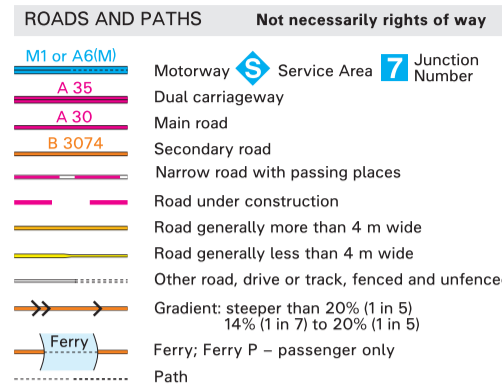 ROADS AND PATHS Not necessarily rights of way
M1 or A6(M) Motorway S Service Area 7 Junction Number
A 35 Dual carriageway
A 30 Main road
B 3074 Secondary road
Narrow road with passing places
Road under construction
Road generally more than 4 m wide
Road generally less than 4 m wide
Other road, drive or track, fenced and unfence
Gradient: steeper than 20% (1 in 5)
14% (1 in 7) to 20% (1 in 5)
Ferry Ferry; Ferry P – passenger only
Path